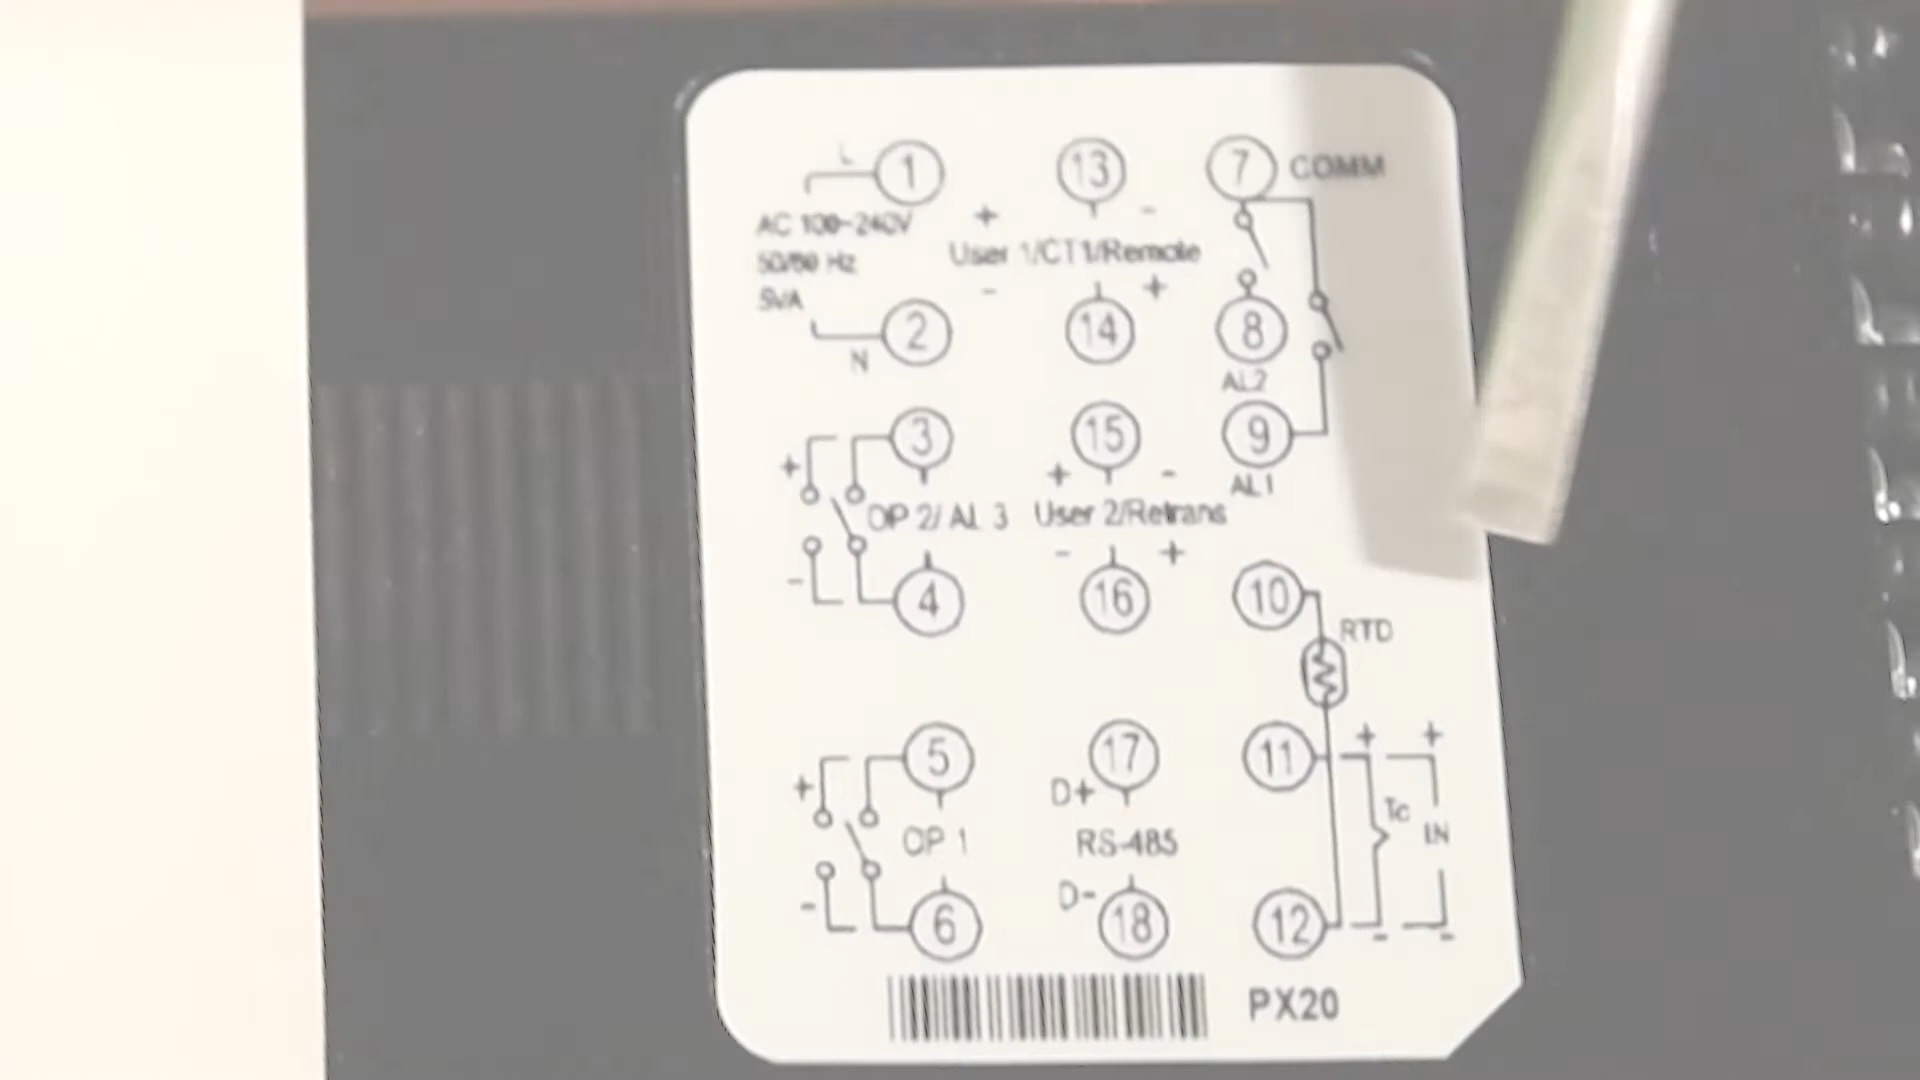 L 1 13 7 COMM
AC 100~240V + -
50/60 Hz User 1/CT1/Remote
5VA - +
N 2 14 8
AL2
3 15 9
+ + - AL1
OP 2/ AL 3 User 2/Retrans
- - +
4 16 10
RTD
5 17 11 + +
+ D+ Tc
OP 1 RS-485 IN
- D-
6 18 12 - -
PX20